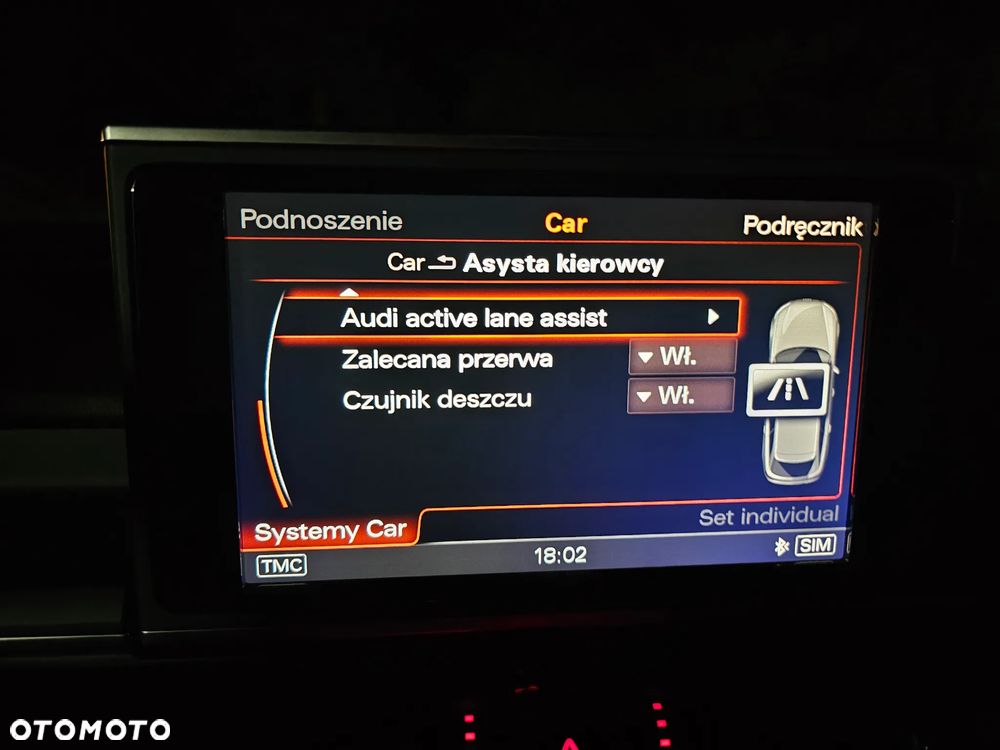 Podnoszenie Car Podręcznik
Car Asysta kierowcy
Audi active lane assist
Zalecana przerwa Wł.
Czujnik deszczu Wł.
Set individual
Systemy Car
TMC 18:02 SIM
OTOMOTO